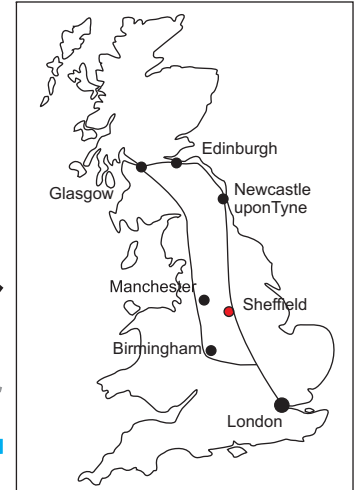 Edinburgh
Glasgow
Newcastle
uponTyne
Manchester
Sheffield
Birmingham
London